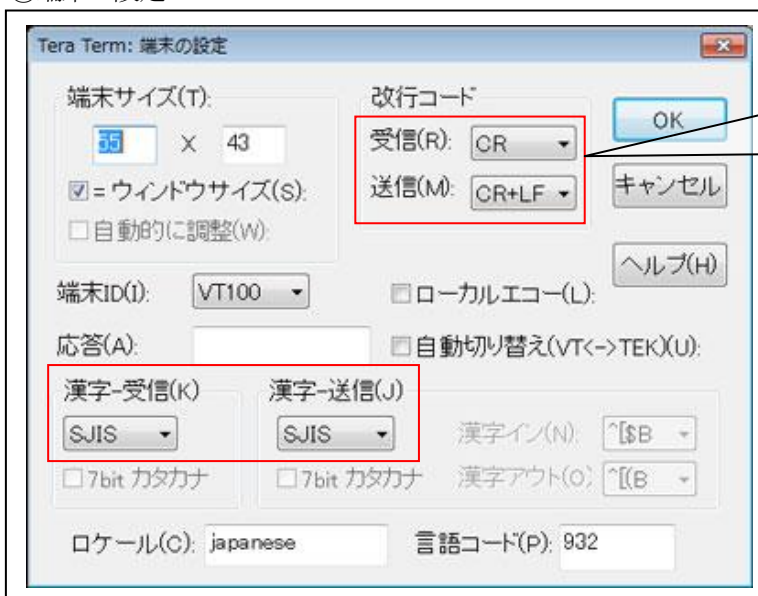 Tera Term: 端末の設定
端末サイズ(T):
55 X 43
☑=ウィンドウサイズ(S):
□自動的に調整(W):
改行コード
受信(R): CR
送信(M): CR+LF
OK
キャンセル
ヘルプ(H)
端末ID(I): VT100
□ローカルエコー(L):
応答(A):
□自動切り替え(VT<->TEK)(U):
漢字-受信(K)
SJIS
□7bit カタカナ
漢字-送信(J)
SJIS
□7bit カタカナ
漢字イン(N): ^[$B
漢字アウト(O): ^[(B
ロケール(C): japanese
言語コード(P): 932